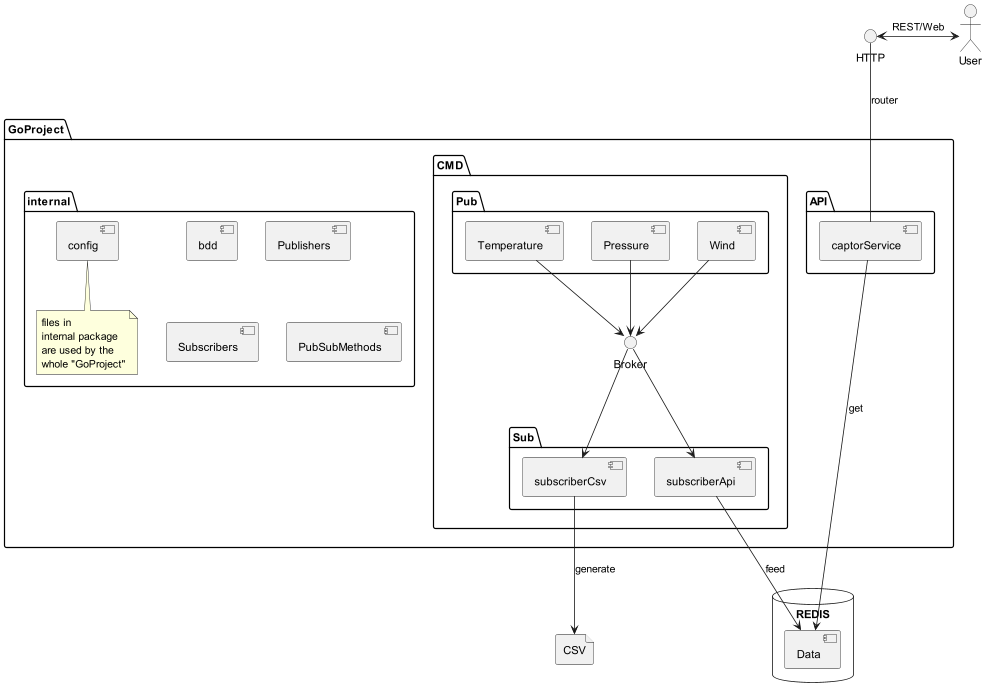 REST/Web
HTTP
User
router
GoProject
CMD
internal
Pub
API
config
bdd
Publishers
Temperature
Pressure
Wind
captorService
files in
internal package
are used by the
whole "GoProject"
Subscribers
PubSubMethods
Broker
get
Sub
subscriberCsv
subscriberApi
generate
feed
REDIS
CSV
Data